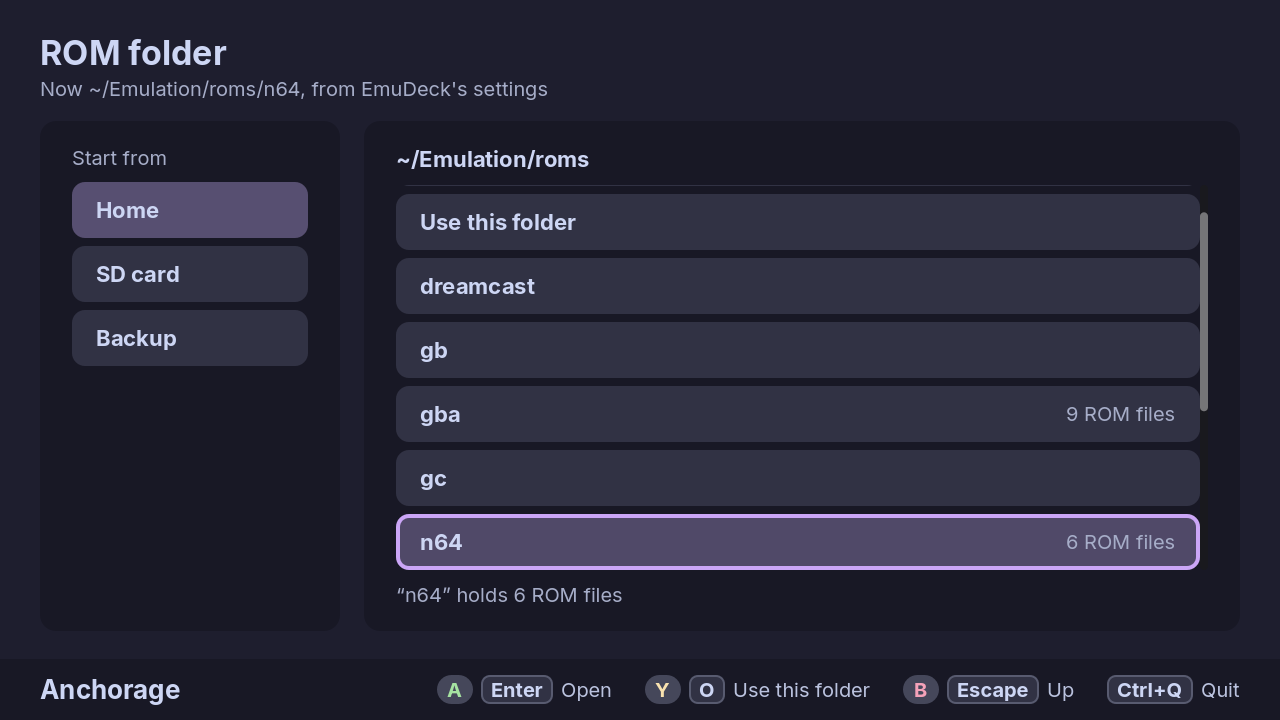 ROM folder
Now ~/Emulation/roms/n64, from EmuDeck's settings
Start from
Home
SD card
Backup
~/Emulation/roms
Use this folder
dreamcast
gb
gba 9 ROM files
gc
n64 6 ROM files
“n64” holds 6 ROM files
Anchorage A Enter Open Y O Use this folder B Escape Up Ctrl+Q Quit